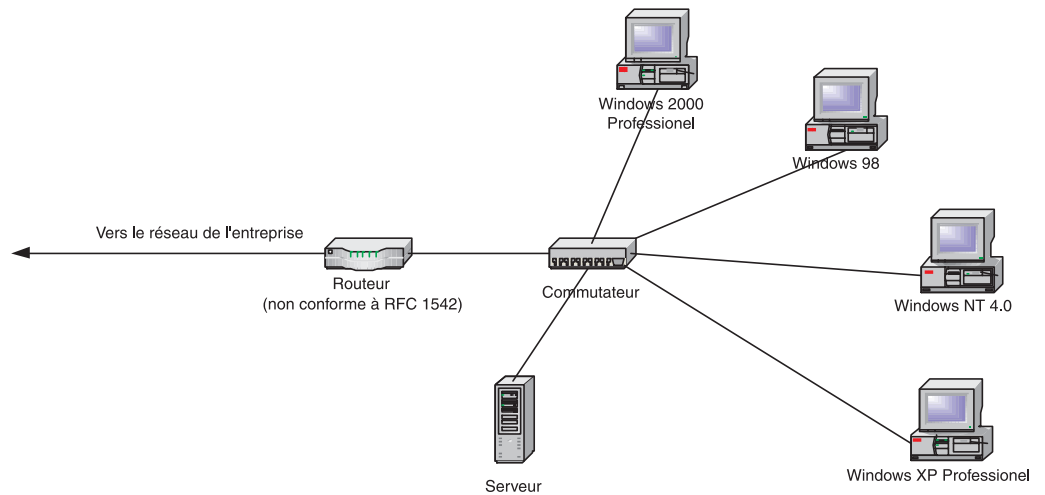 Windows 2000
Professionel
Windows 98
Vers le réseau de l'entreprise
Routeur
(non conforme à RFC 1542)
Commutateur
Windows NT 4.0
Windows XP Professionel
Serveur